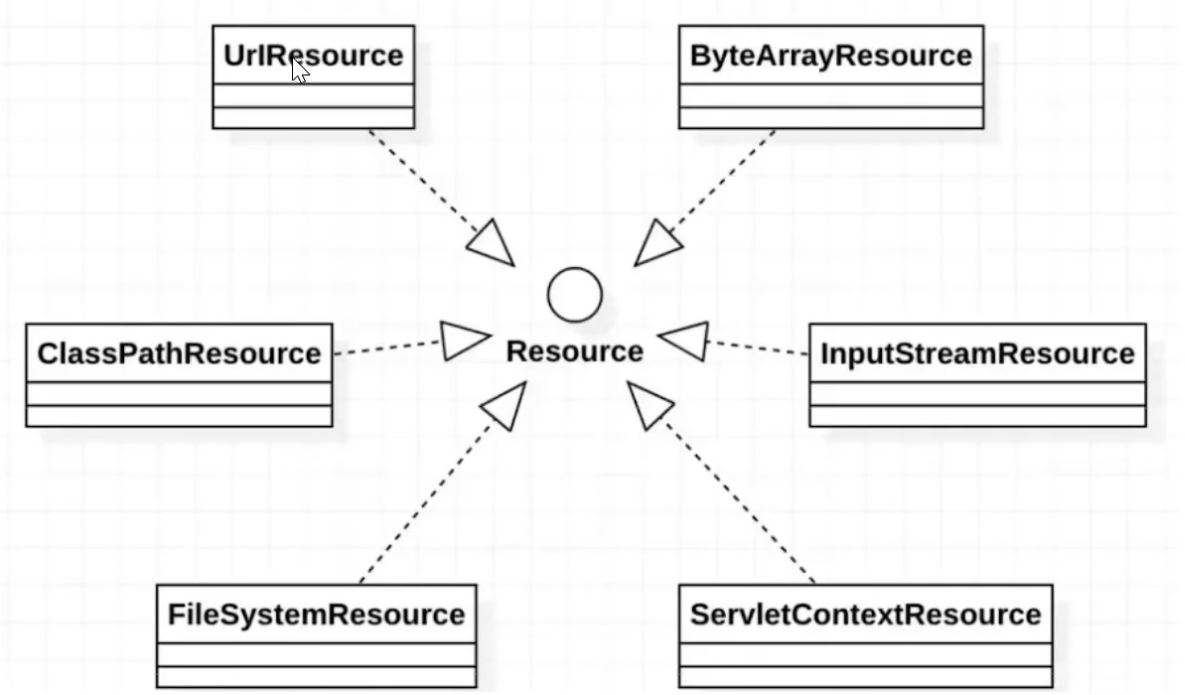 UrlResource
ByteArrayResource
ClassPathResource
Resource
InputStreamResource
FileSystemResource
ServletContextResource